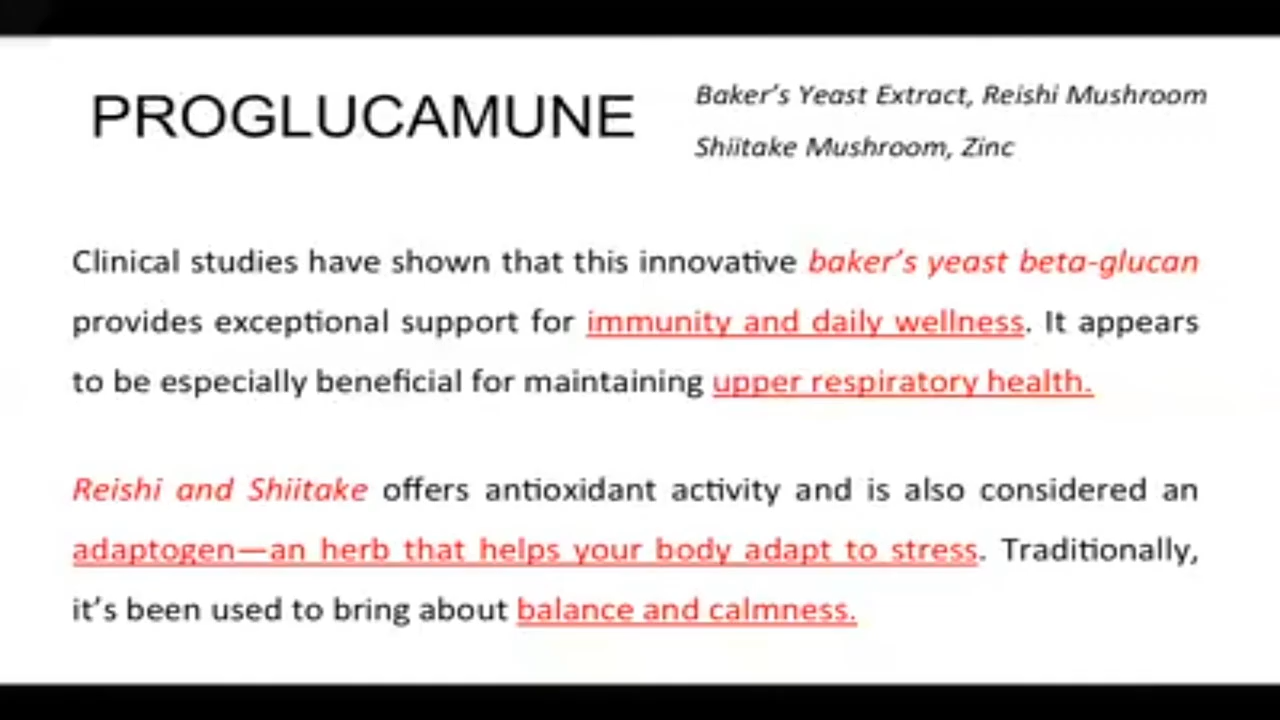 PROGLUCAMUNE
Baker's Yeast Extract, Reishi Mushroom
Shiitake Mushroom, Zinc
Clinical studies have shown that this innovative baker's yeast beta-glucan
provides exceptional support for immunity and daily wellness. It appears
to be especially beneficial for maintaining upper respiratory health.
Reishi and Shiitake offers antioxidant activity and is also considered an
adaptogen—an herb that helps your body adapt to stress. Traditionally,
it's been used to bring about balance and calmness.